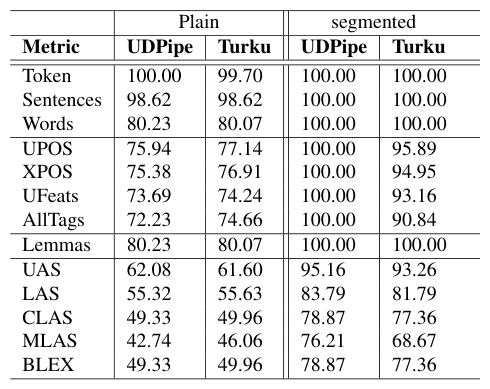 Plain segmented
Metric UDPipe Turku UDPipe Turku
Token 100.00 99.70 100.00 100.00
Sentences 98.62 98.62 100.00 100.00
Words 80.23 80.07 100.00 100.00
UPOS 75.94 77.14 100.00 95.89
XPOS 75.38 76.91 100.00 94.95
UFeats 73.69 74.24 100.00 93.16
AllTags 72.23 74.66 100.00 90.84
Lemmas 80.23 80.07 100.00 100.00
UAS 62.08 61.60 95.16 93.26
LAS 55.32 55.63 83.79 81.79
CLAS 49.33 49.96 78.87 77.36
MLAS 42.74 46.06 76.21 68.67
BLEX 49.33 49.96 78.87 77.36